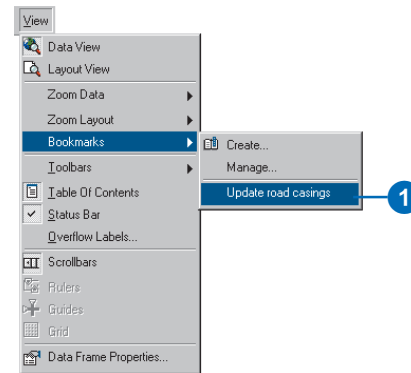 View
Data View
Layout View
Zoom Data
Zoom Layout
Bookmarks
Create...
Manage...
Update road casings
1
Toolbars
Table Of Contents
Status Bar
Overflow Labels...
Scrollbars
Rulers
Guides
Grid
Data Frame Properties...